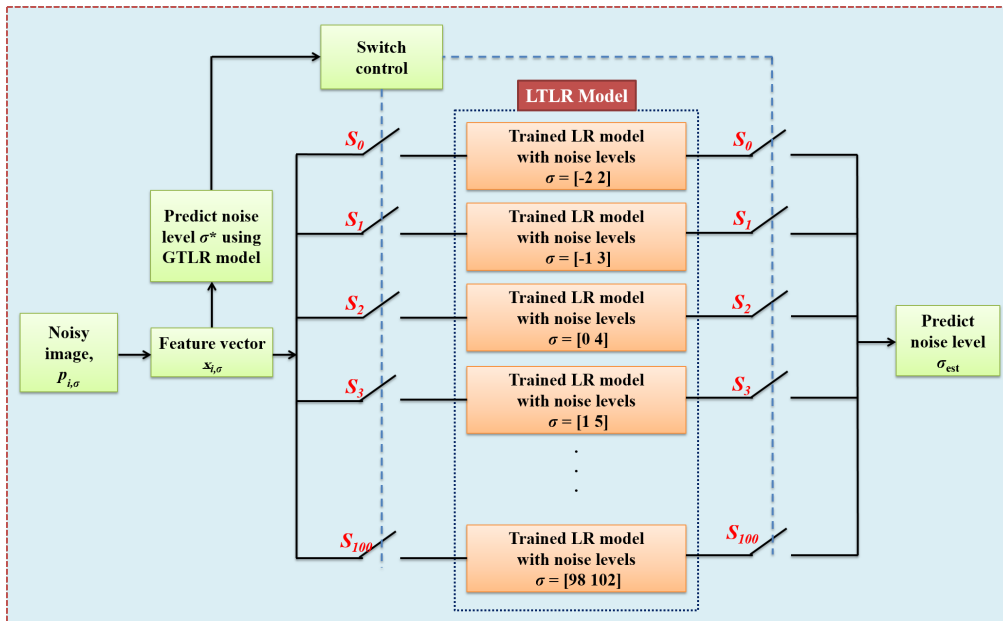 Switch
control
LTLR Model
S0
Trained LR model
with noise levels
σ = [-2 2]
S0
Predict noise
level σ* using
GTLR model
S1
Trained LR model
with noise levels
σ = [-1 3]
S1
S2
Trained LR model
with noise levels
σ = [0 4]
S2
Noisy
image,
pi,σ
Feature vector
xi,σ
Predict
noise level
σest
S3
Trained LR model
with noise levels
σ = [1 5]
S3
.
.
.
S100
Trained LR model
with noise levels
σ = [98 102]
S100